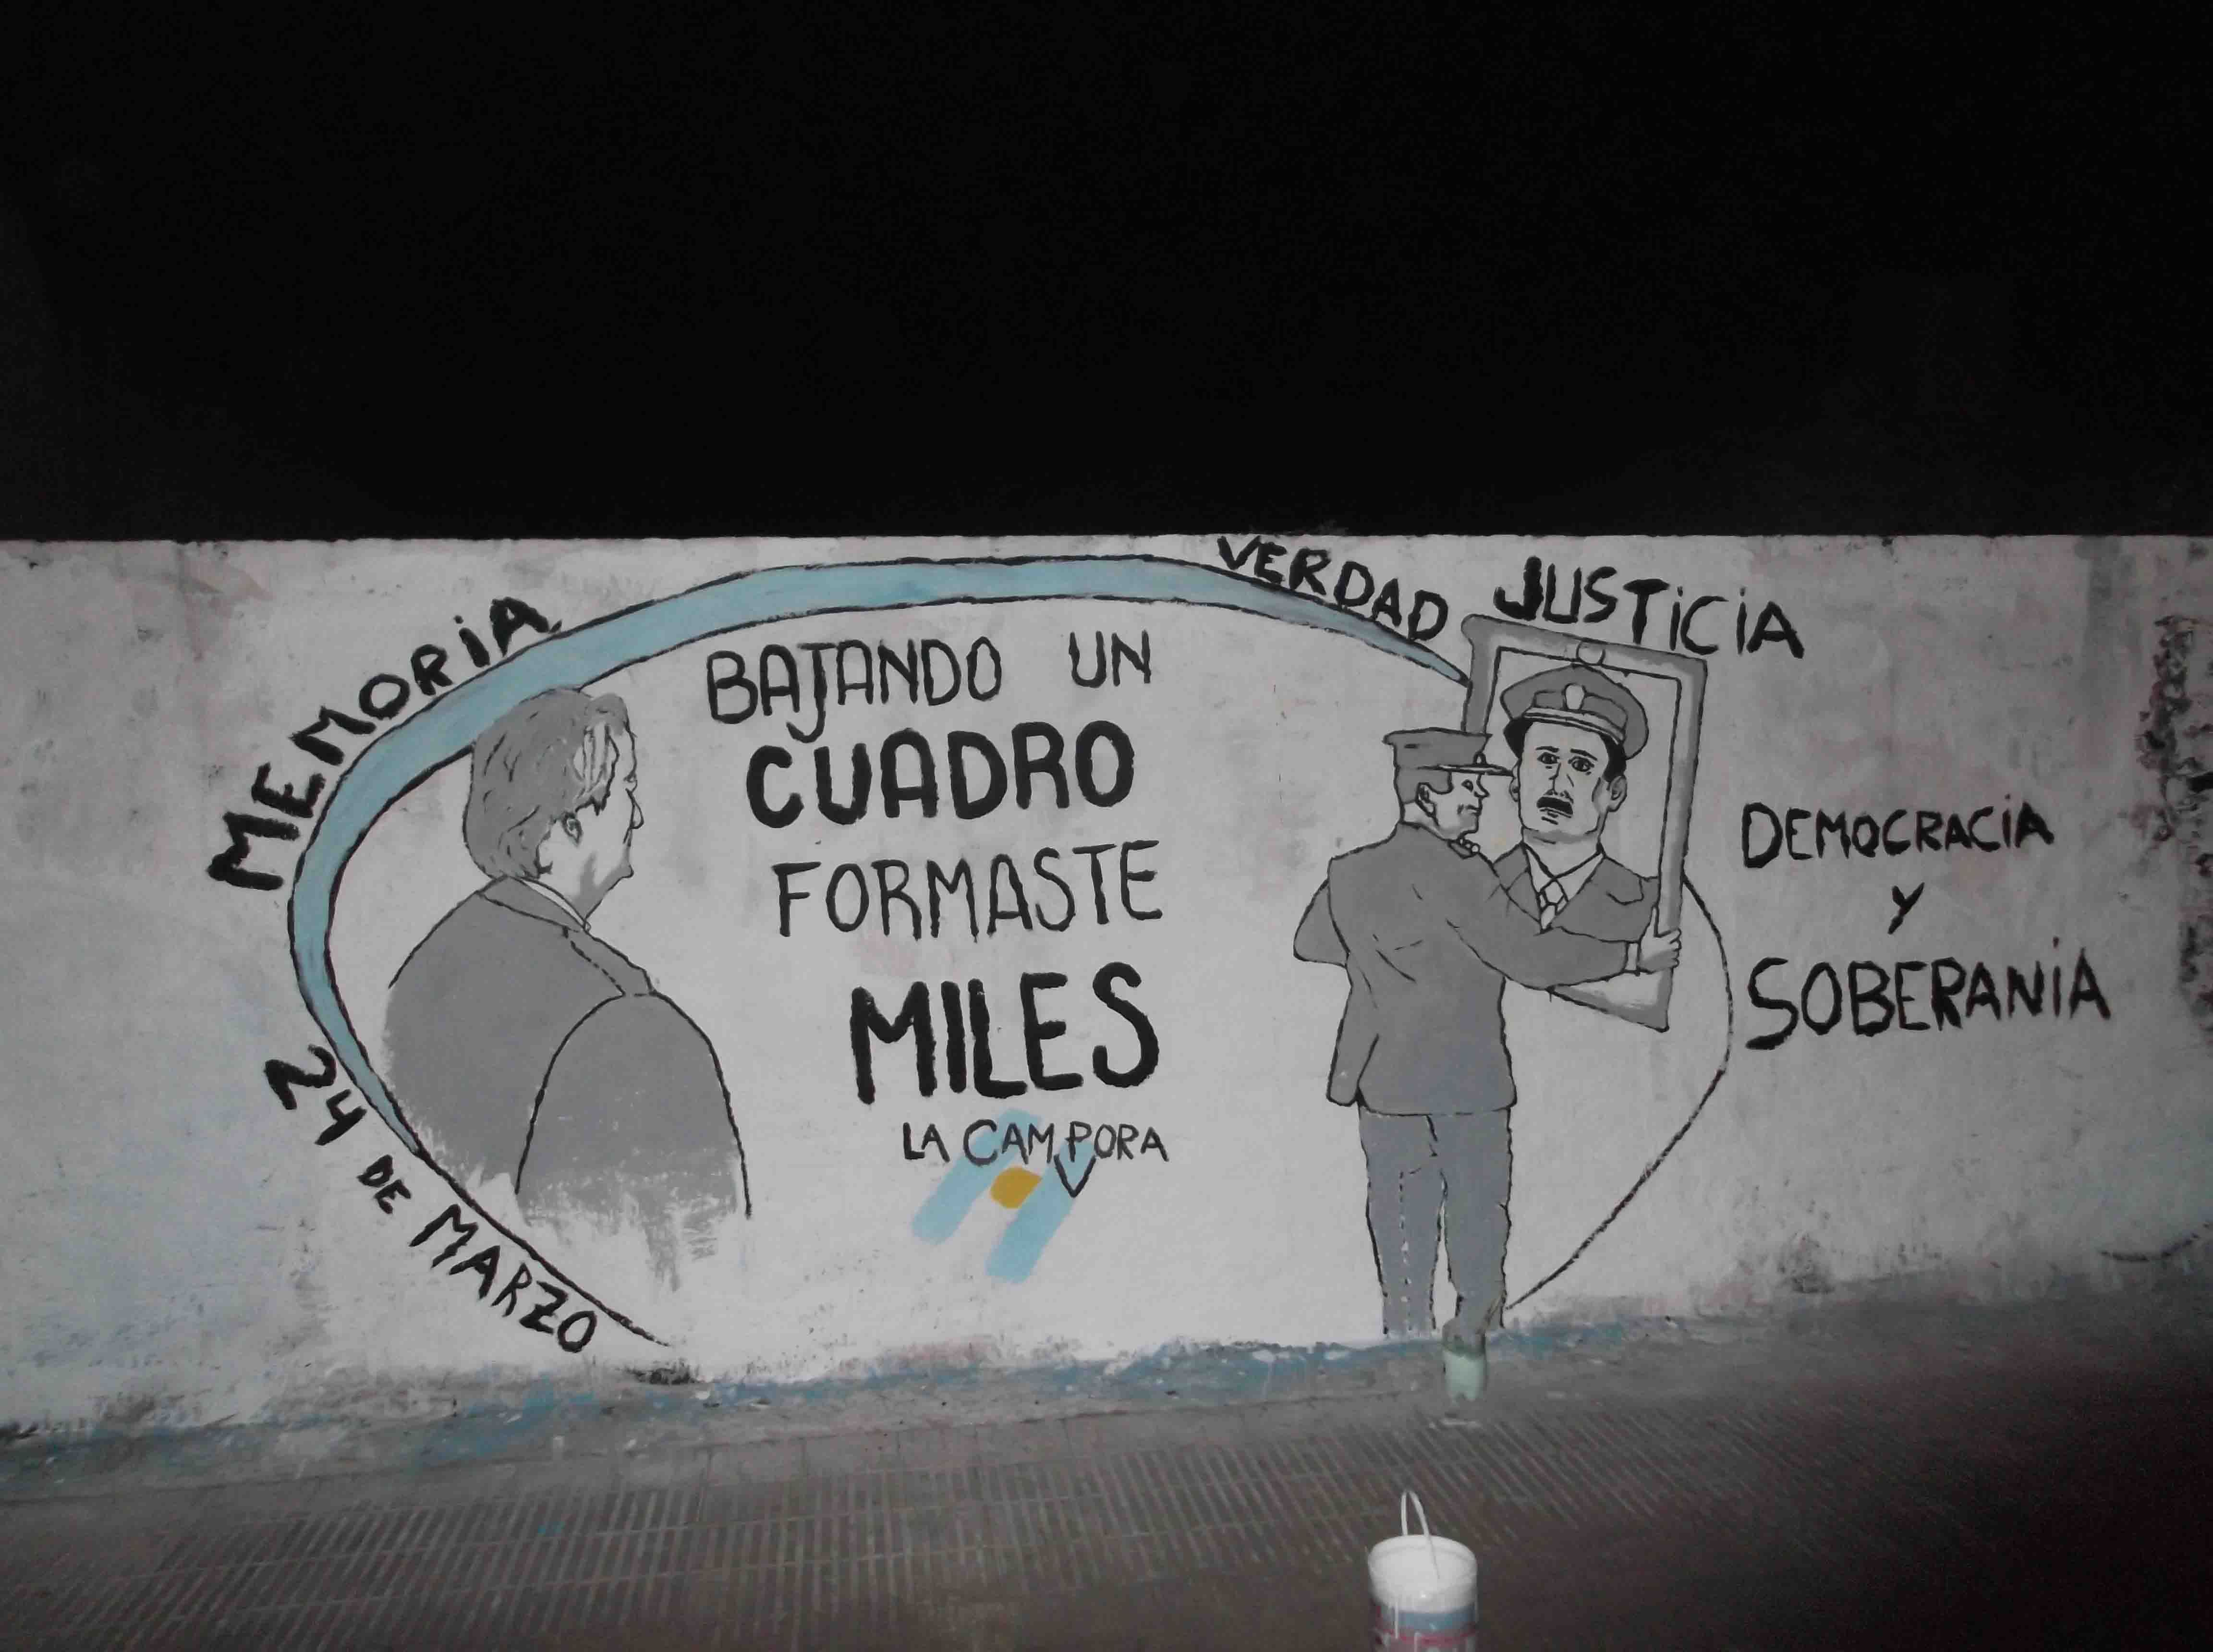 MEMORIA
VERDAD
JUSTICIA
24 DE MARZO
BAJANDO UN
CUADRO
FORMASTE
MILES
LA CAMPORA
DEMOCRACIA
Y
SOBERANIA